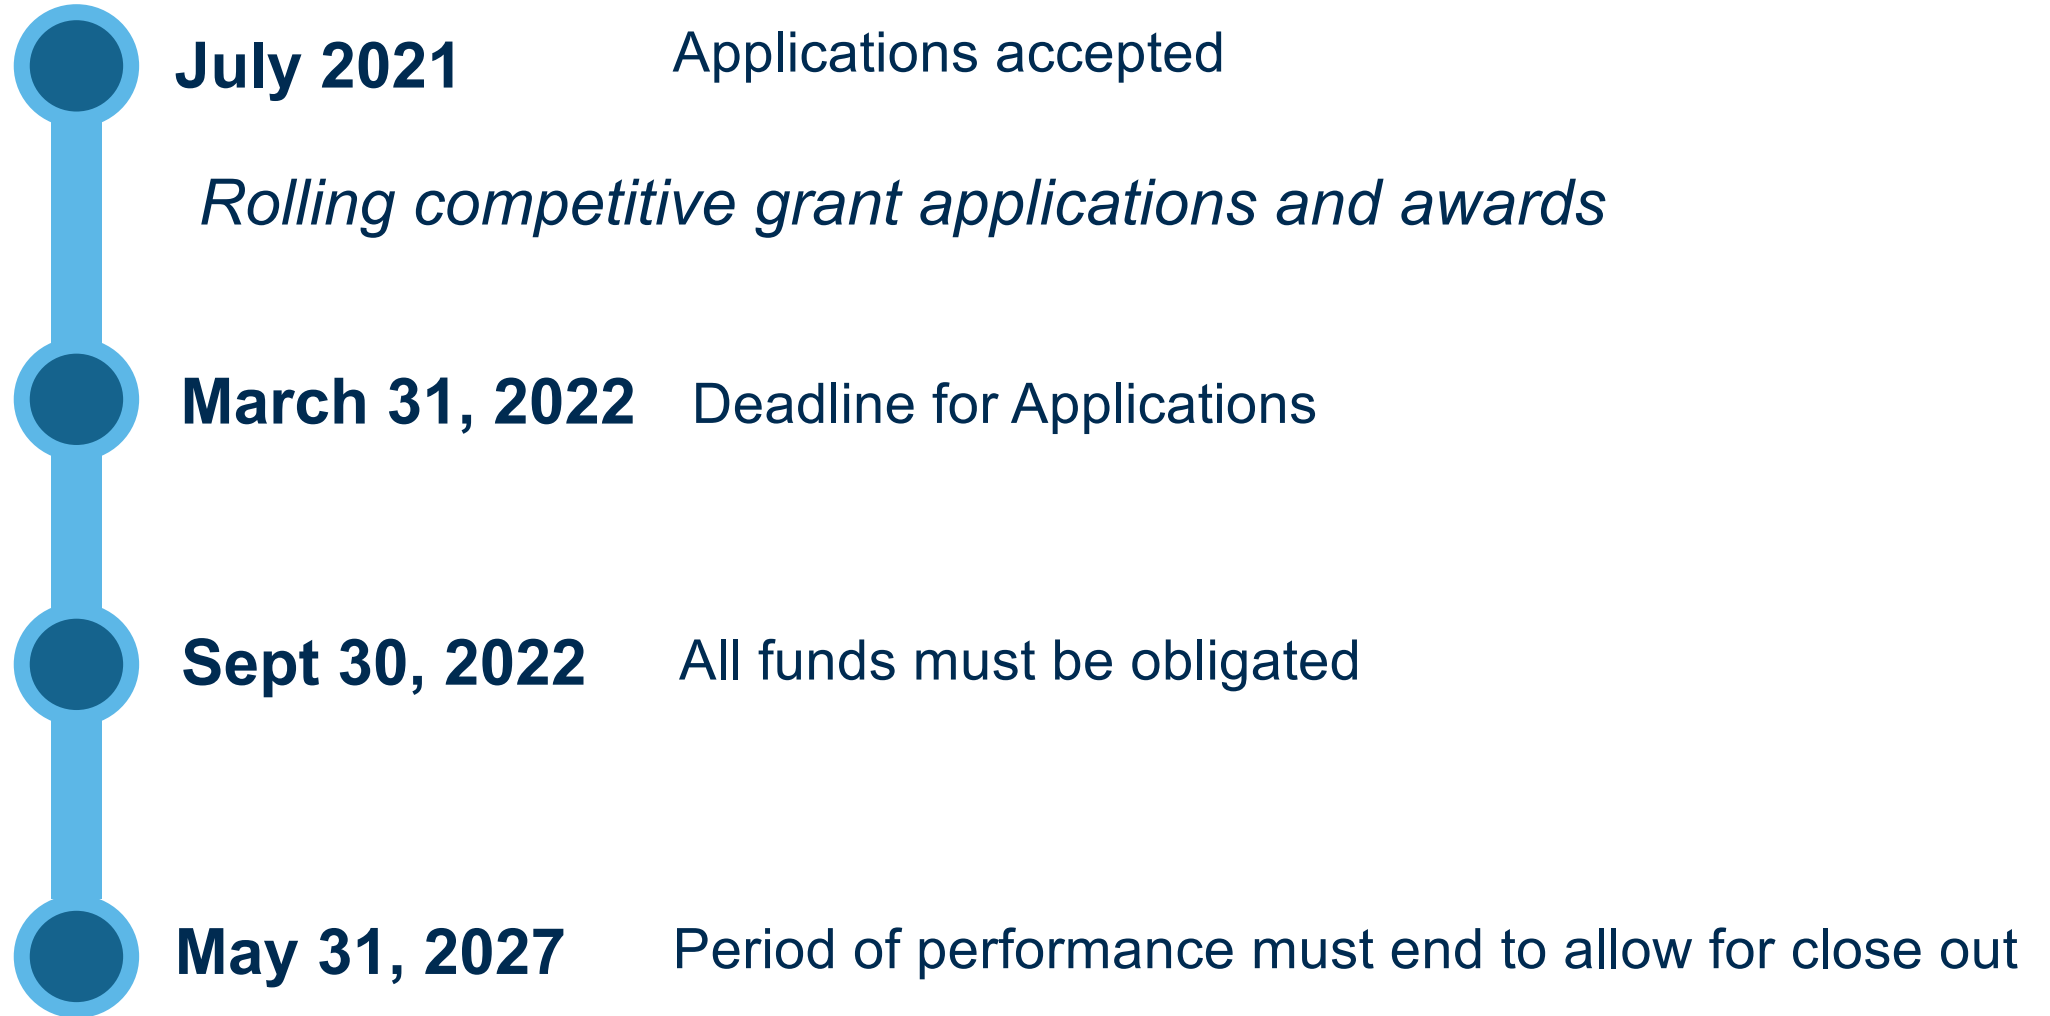 July 2021 Applications accepted
Rolling competitive grant applications and awards
March 31, 2022 Deadline for Applications
Sept 30, 2022 All funds must be obligated
May 31, 2027 Period of performance must end to allow for close out